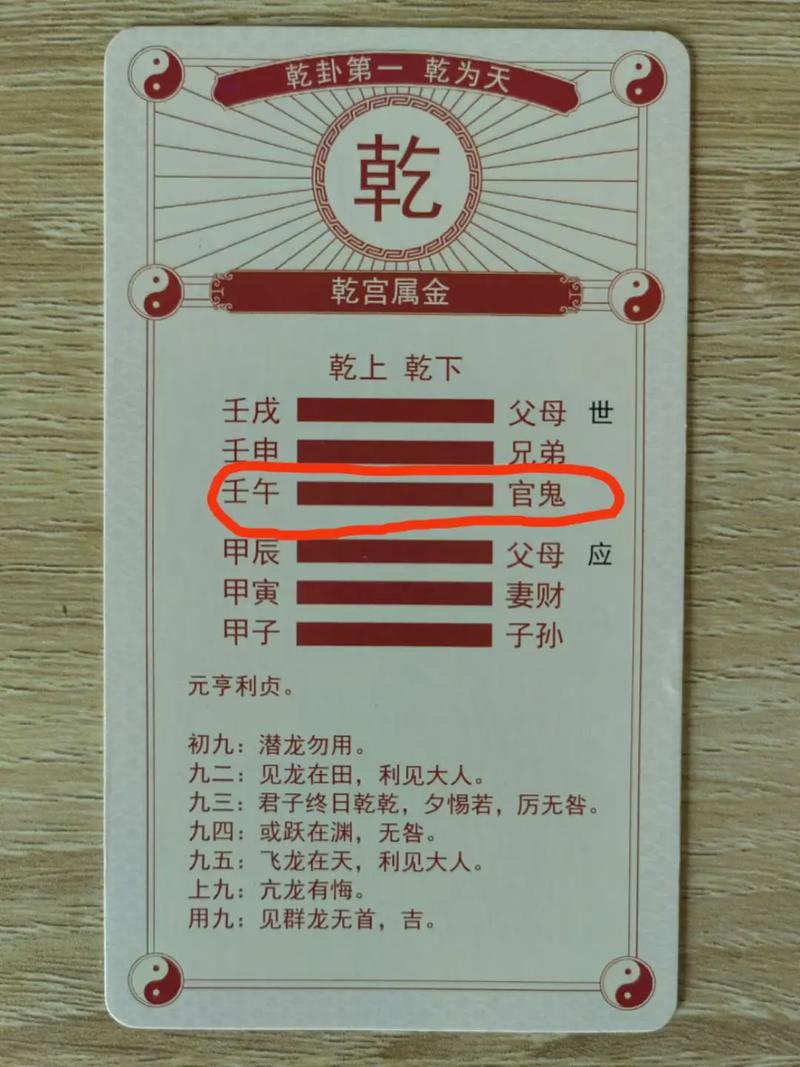 乾卦第一 乾为天
乾
乾宫属金
乾上 乾下
壬戌 父母 世
壬申 兄弟
壬午 官鬼
甲辰 父母 应
甲寅 妻财
甲子 子孙
元亨利贞。
初九：潜龙勿用。
九二：见龙在田，利见大人。
九三：君子终日乾乾，夕惕若，厉无咎。
九四：或跃在渊，无咎。
九五：飞龙在天，利见大人。
上九：亢龙有悔。
用九：见群龙无首，吉。